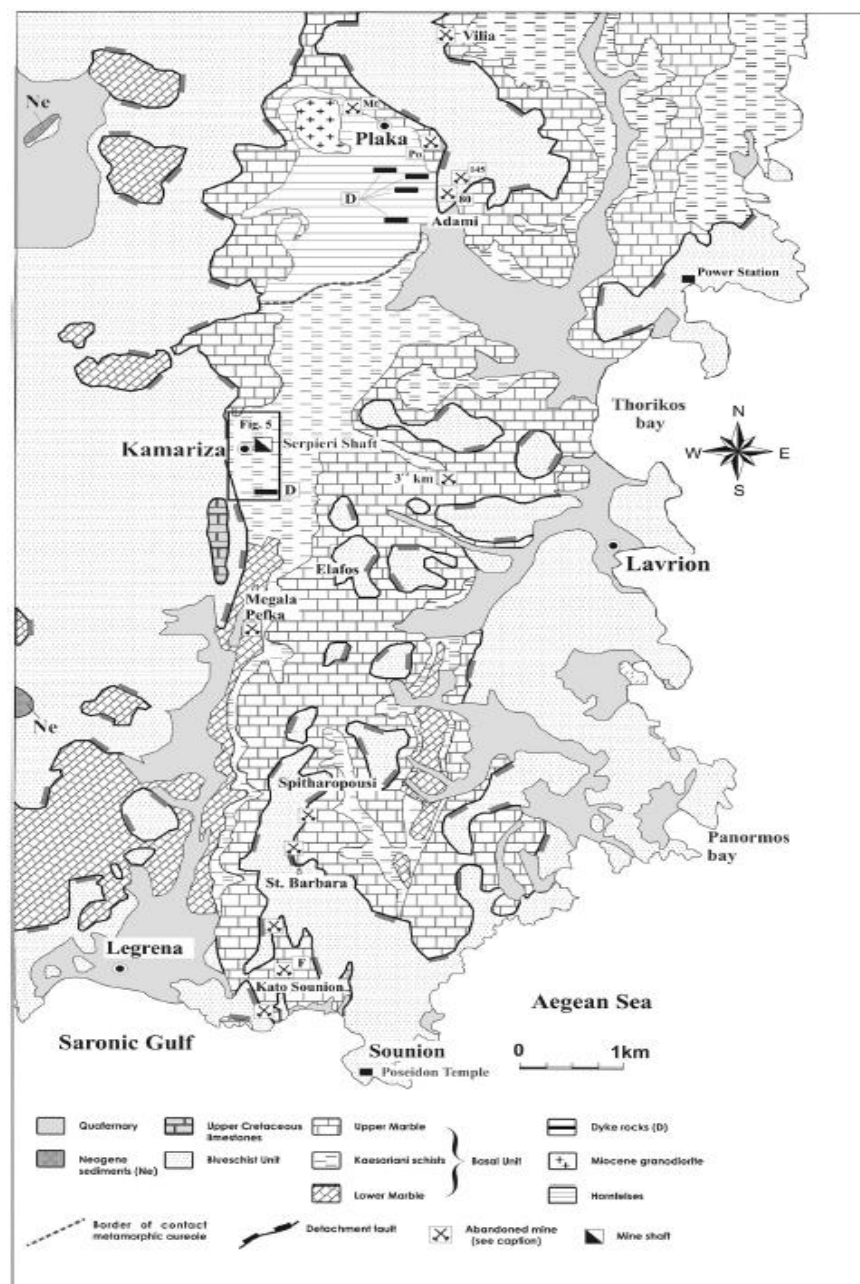 Vilia
Ne
Mc
Plaka
Po
145
D
80
Adami
Power Station
Thorikos
bay
N
W E
S
Fig. 5
Kamariza
Serpieri Shaft
3rd km
D
Lavrion
Elafos
Megala
Pefka
Ne
Spitharopousi
Panormos
bay
St. Barbara
Legrena
F
Kato Sounion
Aegean Sea
Saronic Gulf
Sounion
0 1km
Poseidon Temple
Quaternary
Upper Cretaceous
limestones
Upper Marble
Dyke rocks (D)
Neogene
sediments (Ne)
Blueschist Unit
Kaesariani schists
Basal Unit
Miocene granodiorite
Lower Marble
Hornfelses
Border of contact
metamorphic aureole
Detachment fault
Abandoned mine
(see caption)
Mine shaft